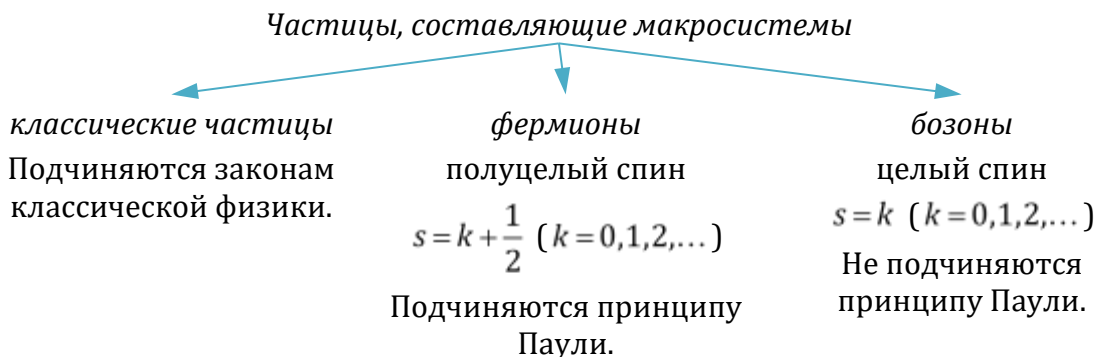 Частицы, составляющие макросистемы
классические частицы
Подчиняются законам
классической физики.
фермионы
полуцелый спин
s = k + 1/2 ( k = 0,1,2,… )
Подчиняются принципу
Паули.
бозоны
целый спин
s = k ( k = 0,1,2,… )
Не подчиняются
принципу Паули.